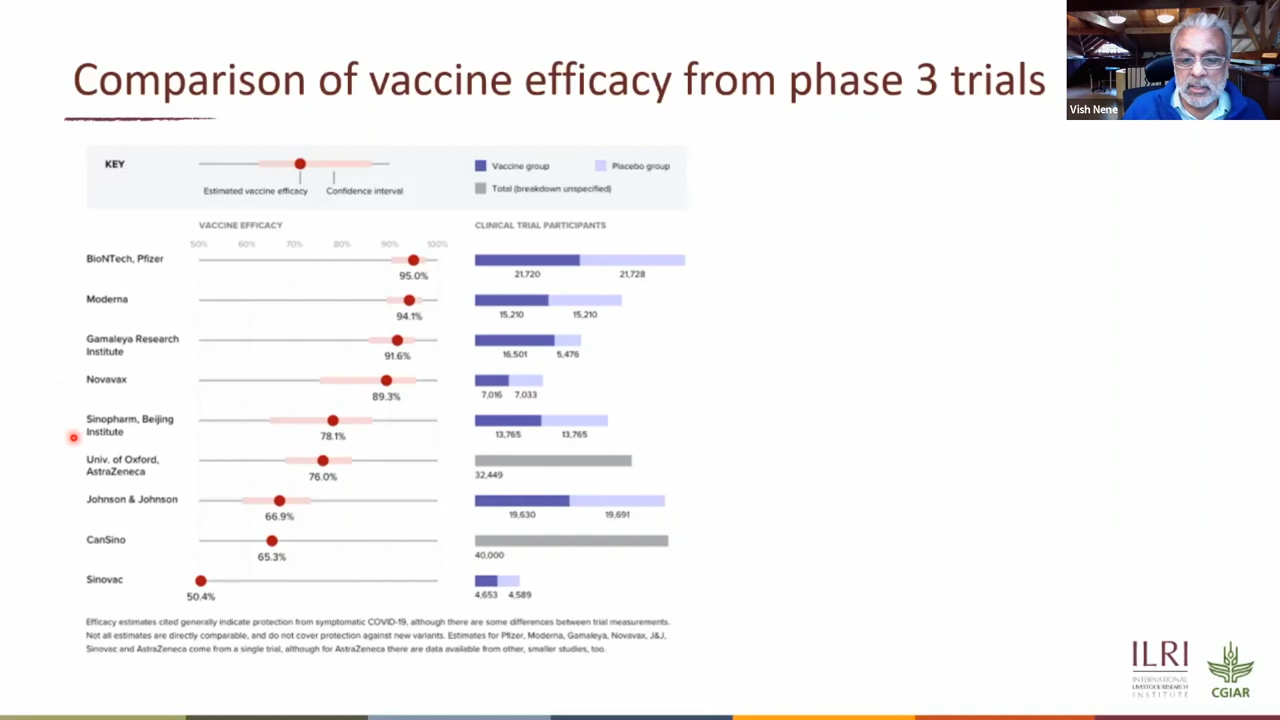 Comparison of vaccine efficacy from phase 3 trials
Vish Nene
KEY
Estimated vaccine efficacy
Confidence interval
Vaccine group
Placebo group
Total (breakdown unspecified)
VACCINE EFFICACY
CLINICAL TRIAL PARTICIPANTS
50% 60% 70% 80% 90% 100%
BioNTech, Pfizer
95.0%
21,720 21,728
Moderna
94.1%
15,210 15,210
Gamaleya Research
Institute
91.6%
16,501 5,476
Novavax
89.3%
7,016 7,033
Sinopharm, Beijing
Institute
78.1%
13,765 13,765
Univ. of Oxford,
AstraZeneca
76.0%
32,449
Johnson & Johnson
66.9%
19,630 19,691
CanSino
65.3%
40,000
Sinovac
50.4%
4,653 4,589
Efficacy estimates cited generally indicate protection from symptomatic COVID-19, although there are some differences between trial measurements.
Not all estimates are directly comparable, and do not cover protection against new variants. Estimates for Pfizer, Moderna, Gamaleya, Novavax, J&J,
Sinovac and AstraZeneca come from a single trial, although for AstraZeneca there are data available from other, smaller studies, too.
ILRI
INTERNATIONAL
LIVESTOCK RESEARCH
INSTITUTE
CGIAR